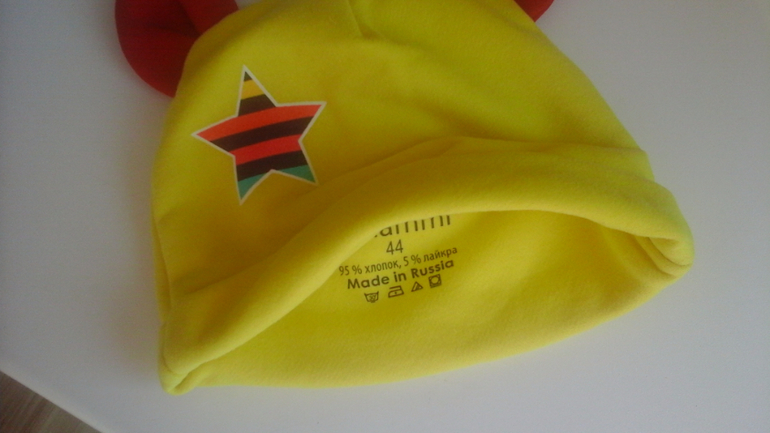 44
95 % хлопок, 5 % лайкра
Made in Russia